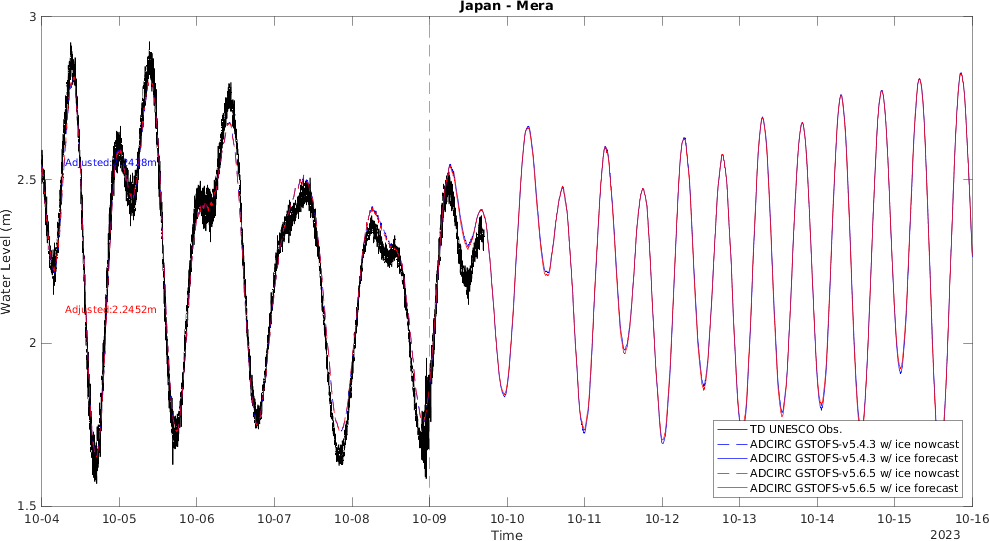 Japan - Mera
3
2.5
2
1.5
Water Level (m)
Adjusted: 28m
Adjusted:2.2452m
TD UNESCO Obs.
ADCIRC GSTOFS-v5.4.3 w/ ice nowcast
ADCIRC GSTOFS-v5.4.3 w/ ice forecast
ADCIRC GSTOFS-v5.6.5 w/ ice nowcast
ADCIRC GSTOFS-v5.6.5 w/ ice forecast
10-04 10-05 10-06 10-07 10-08 10-09 10-10 10-11 10-12 10-13 10-14 10-15 10-16
Time
2023